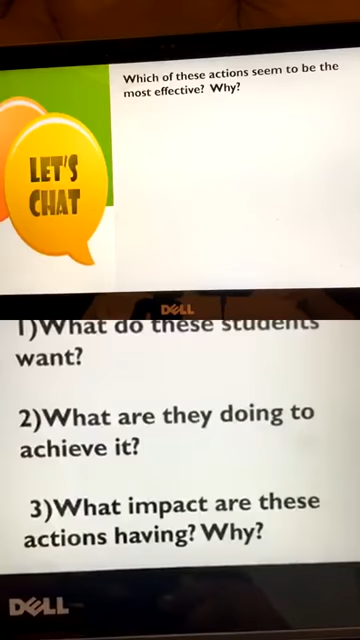 Which of these actions seem to be the
most effective? Why?
LET'S
CHAT
DELL
1)What do these students
want?
2)What are they doing to
achieve it?
3)What impact are these
actions having? Why?
DELL